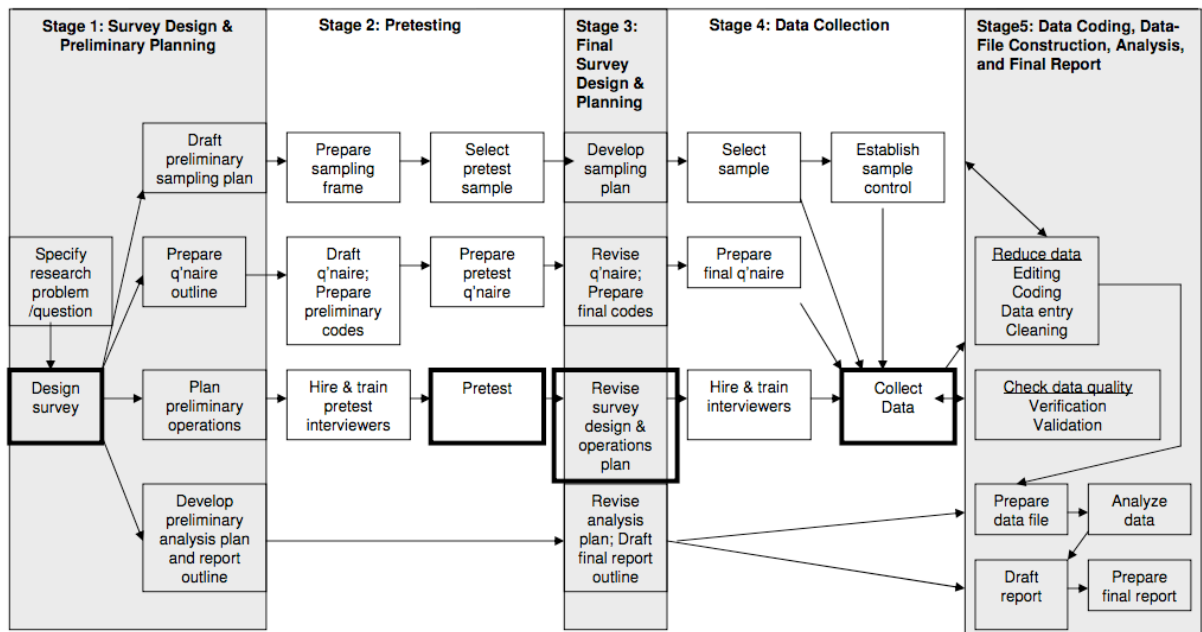 Stage 1: Survey Design &
Preliminary Planning
Stage 2: Pretesting
Stage 3:
Final
Survey
Design &
Planning
Stage 4: Data Collection
Stage5: Data Coding, Data-
File Construction, Analysis,
and Final Report
Draft
preliminary
sampling plan
Prepare
sampling
frame
Select
pretest
sample
Develop
sampling
plan
Select
sample
Establish
sample
control
Specify
research
problem
/question
Prepare
q'naire
outline
Draft
q'naire;
Prepare
preliminary
codes
Prepare
pretest
q'naire
Revise
q'naire;
Prepare
final codes
Prepare
final q'naire
Reduce data
Editing
Coding
Data entry
Cleaning
Design
survey
Plan
preliminary
operations
Hire & train
pretest
interviewers
Pretest
Revise
survey
design &
operations
plan
Hire & train
interviewers
Collect
Data
Check data quality
Verification
Validation
Develop
preliminary
analysis plan
and report
outline
Revise
analysis
plan; Draft
final report
outline
Prepare
data file
Analyze
data
Draft
report
Prepare
final report